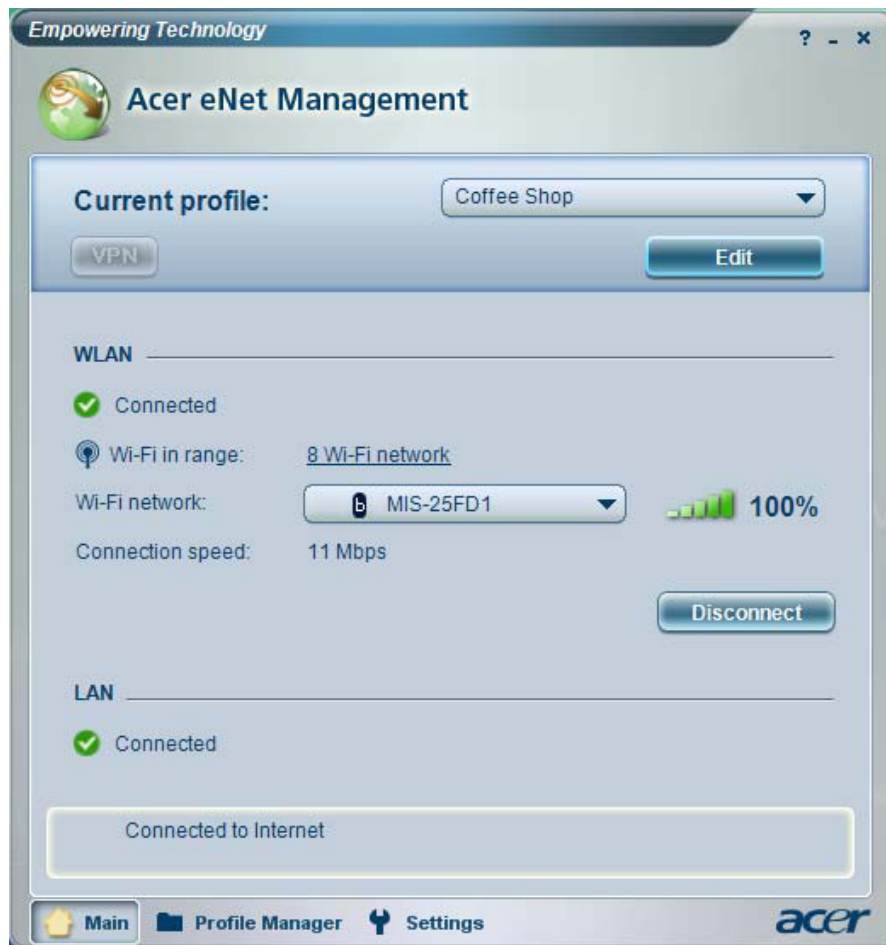 Empowering Technology
? - ×
Acer eNet Management
Current profile: Coffee Shop
VPN Edit
WLAN
Connected
Wi-Fi in range: 8 Wi-Fi network
Wi-Fi network: b MIS-25FD1 100%
Connection speed: 11 Mbps
Disconnect
LAN
Connected
Connected to Internet
Main Profile Manager Settings acer